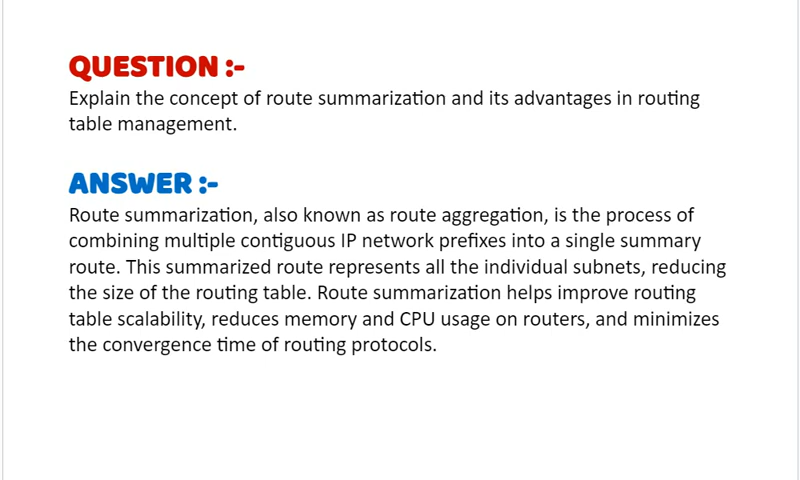 QUESTION :-
Explain the concept of route summarization and its advantages in routing
table management.
ANSWER :-
Route summarization, also known as route aggregation, is the process of
combining multiple contiguous IP network prefixes into a single summary
route. This summarized route represents all the individual subnets, reducing
the size of the routing table. Route summarization helps improve routing
table scalability, reduces memory and CPU usage on routers, and minimizes
the convergence time of routing protocols.